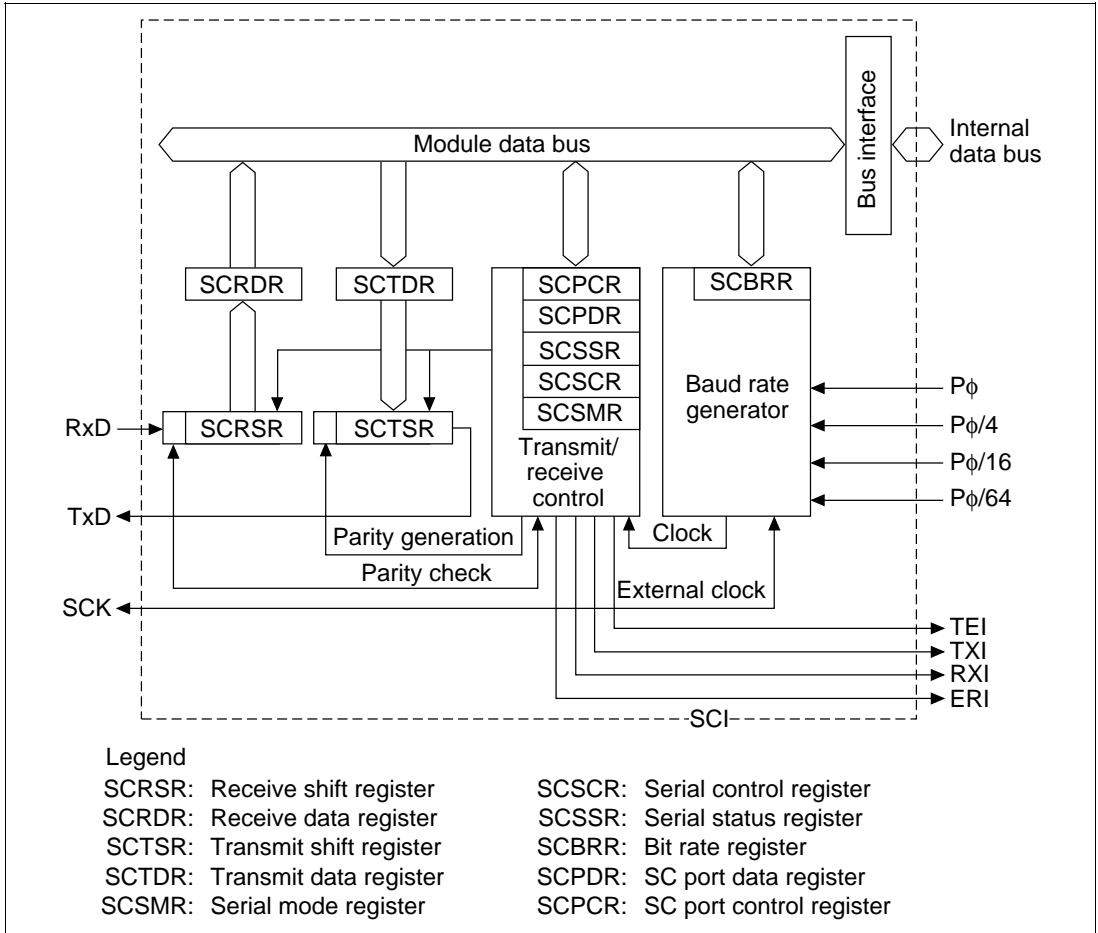 Module data bus
Bus interface
Internal
data bus
SCRDR
SCTDR
SCPCR
SCPDR
SCSSR
SCSCR
SCSMR
Transmit/
receive
control
SCBRR
Baud rate
generator
Pϕ
Pϕ/4
Pϕ/16
Pϕ/64
RxD
SCRSR
SCTSR
TxD
Parity generation
Parity check
Clock
External clock
SCK
TEI
TXI
RXI
ERI
SCI
Legend
SCRSR: Receive shift register
SCRDR: Receive data register
SCTSR: Transmit shift register
SCTDR: Transmit data register
SCSMR: Serial mode register
SCSCR: Serial control register
SCSSR: Serial status register
SCBRR: Bit rate register
SCPDR: SC port data register
SCPCR: SC port control register